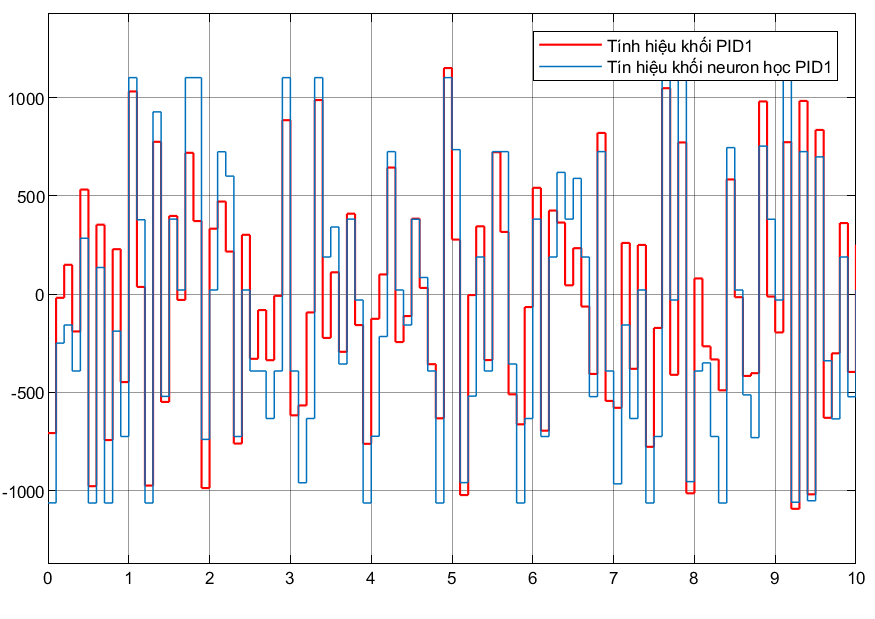 Tính hiệu khối PID1
Tín hiệu khối neuron học PID1
1000
500
0
-500
-1000
0 1 2 3 4 5 6 7 8 9 10